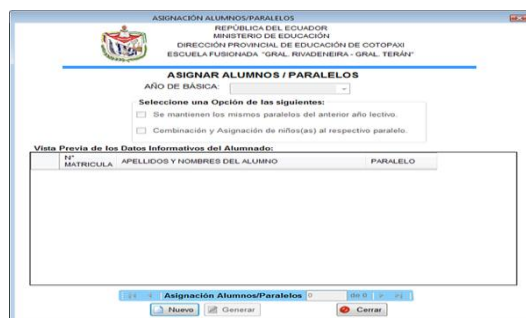 ASIGNACIÓN ALUMNOS/PARALELOS
REPÚBLICA DEL ECUADOR
MINISTERIO DE EDUCACIÓN
DIRECCIÓN PROVINCIAL DE EDUCACIÓN DE COTOPAXI
ESCUELA FUSIONADA "GRAL. RIVADENEIRA - GRAL. TERÁN"
ASIGNAR ALUMNOS / PARALELOS
AÑO DE BÁSICA:
Seleccione una Opción de las siguientes:
Se mantienen los mismos paralelos del anterior año lectivo.
Combinación y Asignación de niños(as) al respectivo paralelo.
Vista Previa de los Datos Informativos del Alumnado:
N° MATRICULA APELLIDOS Y NOMBRES DEL ALUMNO PARALELO
Asignación Alumnos/Paralelos 0 de 0
Nuevo Generar Cerrar